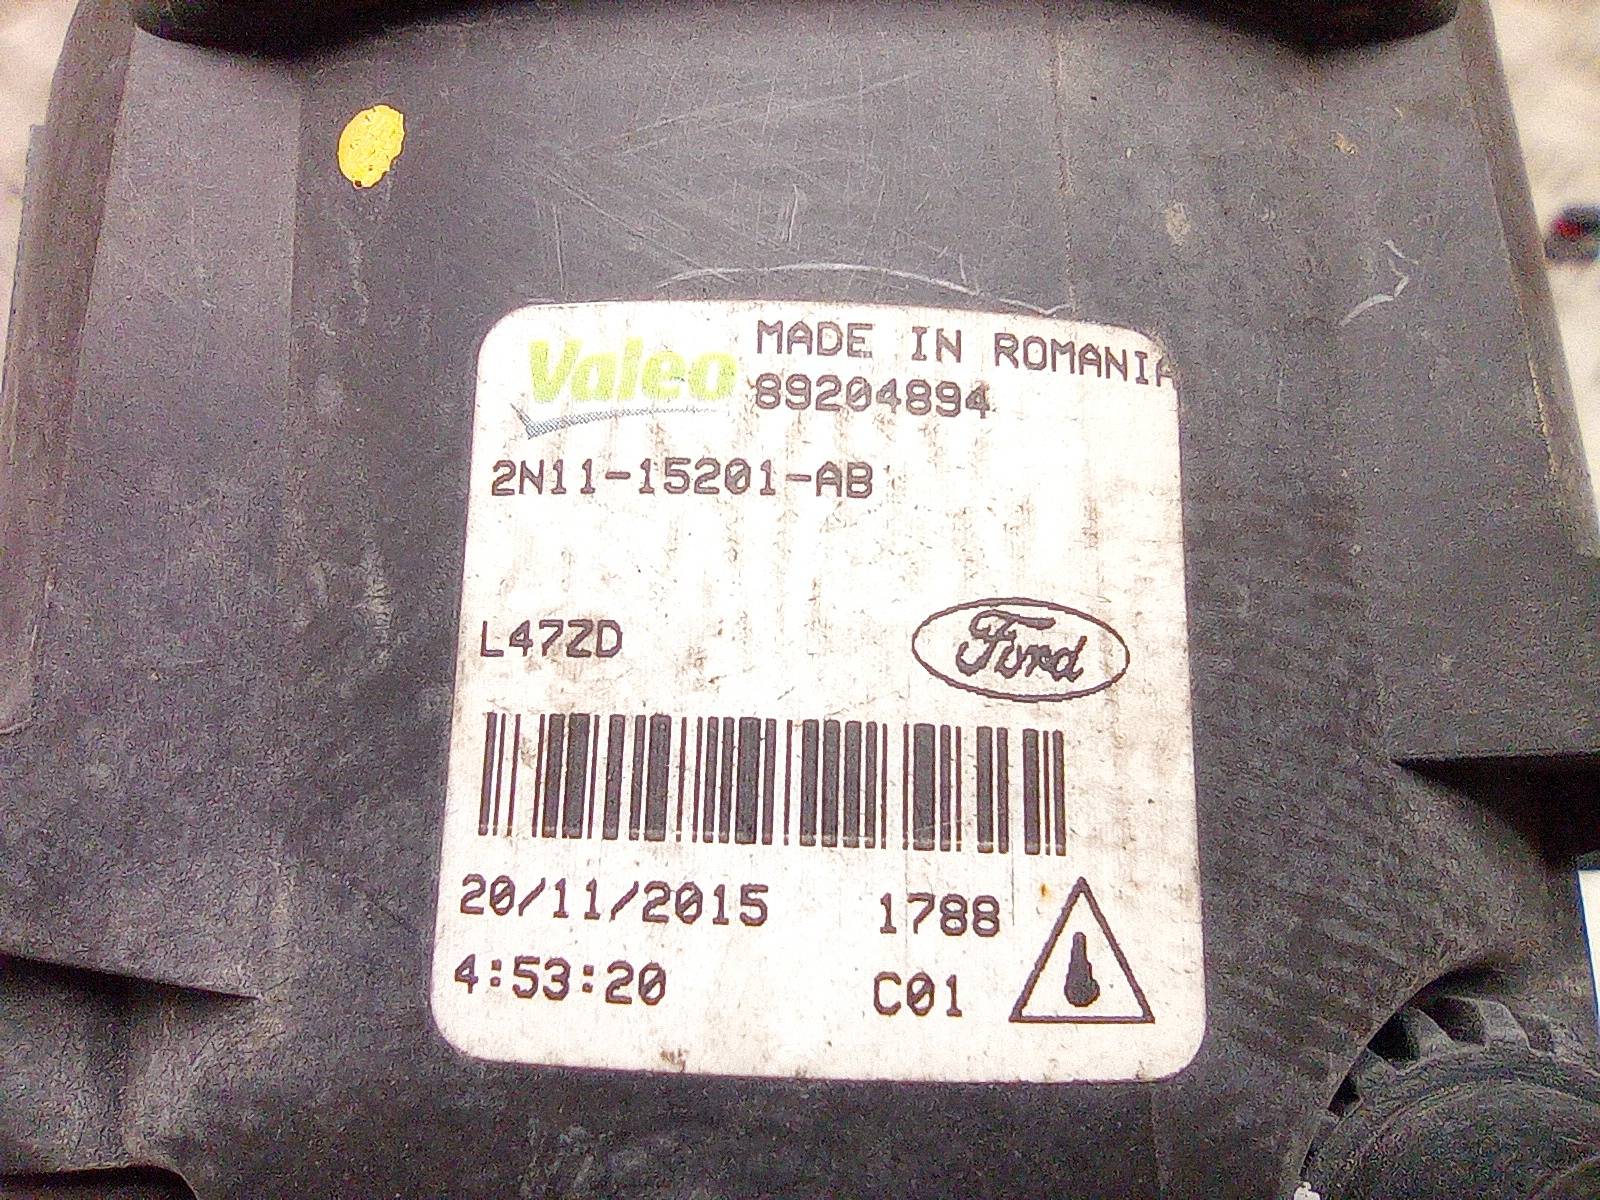 Valeo MADE IN ROMANIA
89204894
2N11-15201-AB
L47ZD
Ford
20/11/2015 1788
4:53:20 C01